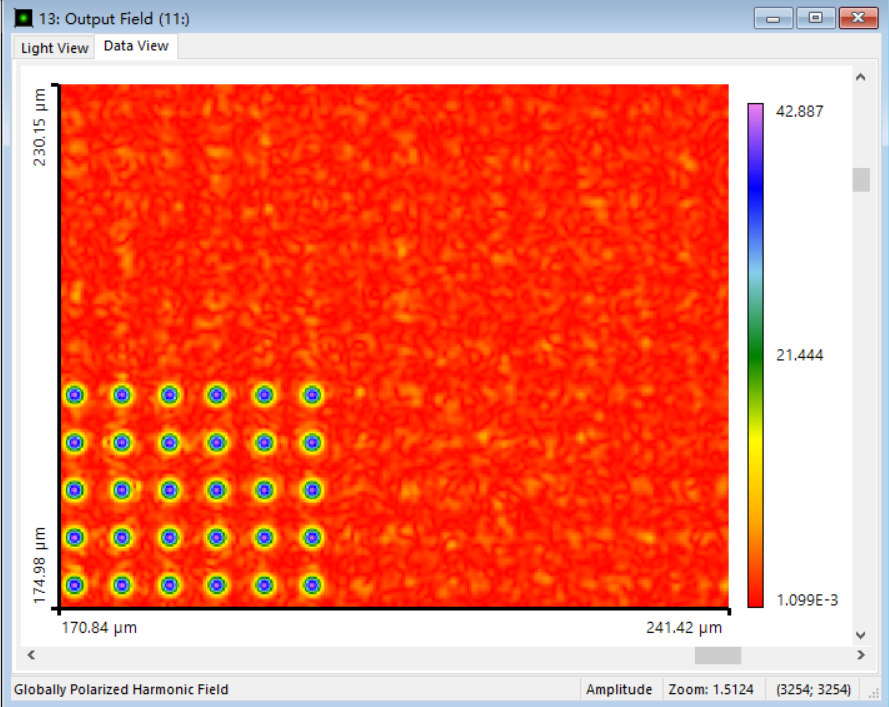 13: Output Field (11:)
Light View Data View
230.15 µm
174.98 µm
170.84 µm
241.42 µm
42.887
21.444
1.099E-3
Globally Polarized Harmonic Field
Amplitude Zoom: 1.5124 (3254; 3254)